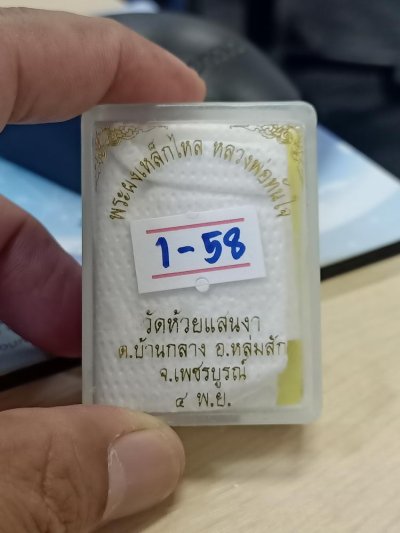 พระผงเหล็กไหล หลวงพ่อทันใจ
1-58
วัดห้วยแสนงา
ต.บ้านกลาง อ.หล่มสัก
จ.เพชรบูรณ์
๔ พ.ย.